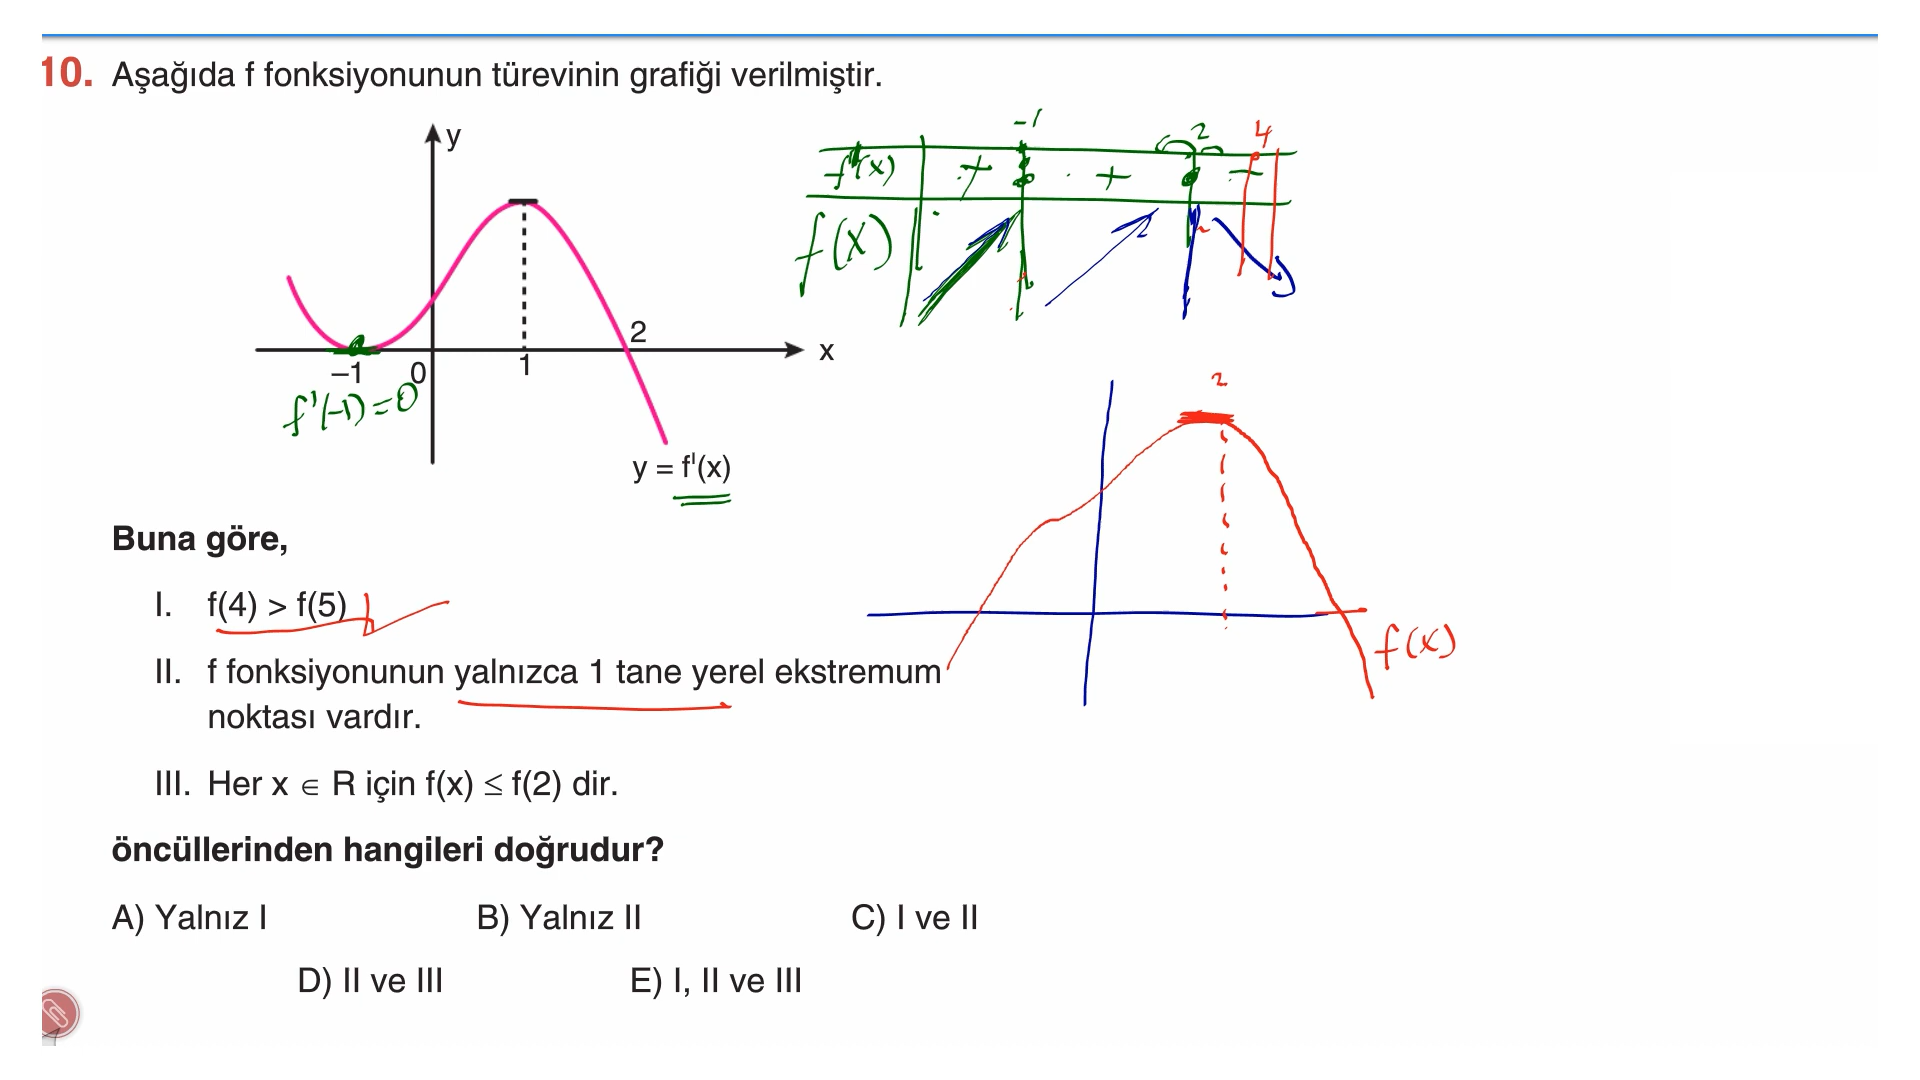 10. Aşağıda f fonksiyonunun türevinin grafiği verilmiştir.
y
-1 2 4
f'(x) + + -
f(x)
2
x
-1 0 1
f'(-1)=0
2
y = f'(x)
Buna göre,
I. f(4) > f(5)
f(x)
II. f fonksiyonunun yalnızca 1 tane yerel ekstremum
noktası vardır.
III. Her x ∈ R için f(x) ≤ f(2) dir.
öncüllerinden hangileri doğrudur?
A) Yalnız I B) Yalnız II C) I ve II
D) II ve III E) I, II ve III